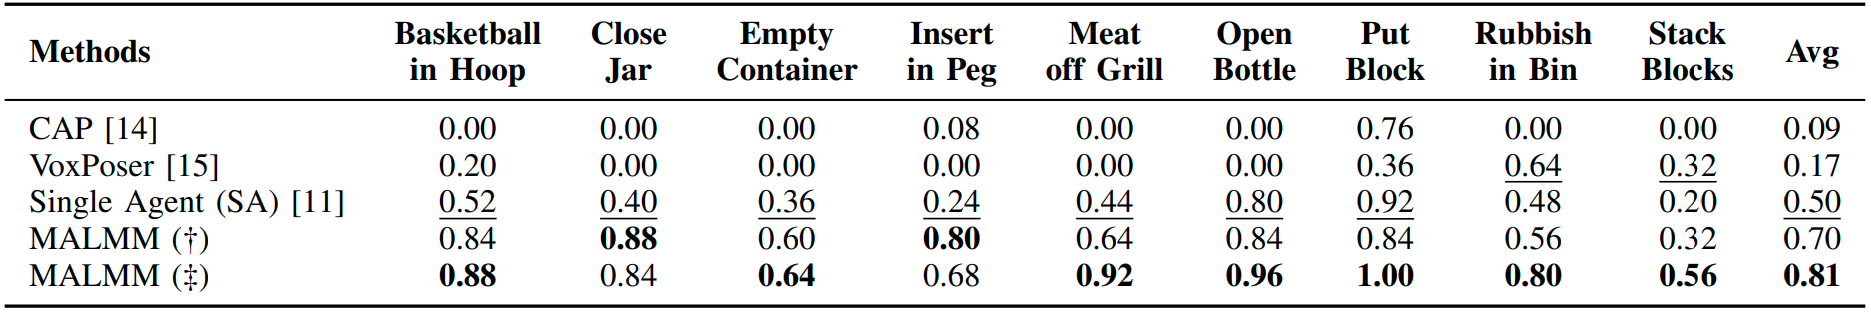 Methods Basketball in Hoop Close Jar Empty Container Insert in Peg Meat off Grill Open Bottle Put Block Rubbish in Bin Stack Blocks Avg
CAP [14] 0.00 0.00 0.00 0.08 0.00 0.00 0.76 0.00 0.00 0.09
VoxPoser [15] 0.20 0.00 0.00 0.00 0.00 0.00 0.36 0.64 0.32 0.17
Single Agent (SA) [11] 0.52 0.40 0.36 0.24 0.44 0.80 0.92 0.48 0.20 0.50
MALMM (†) 0.84 0.88 0.60 0.80 0.64 0.84 0.84 0.56 0.32 0.70
MALMM (‡) 0.88 0.84 0.64 0.68 0.92 0.96 1.00 0.80 0.56 0.81